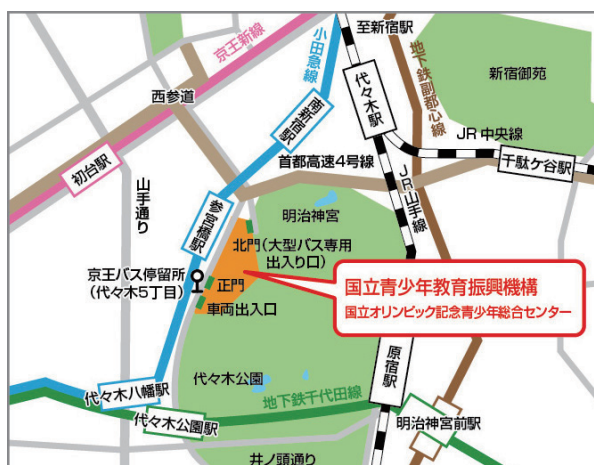 至新宿駅
京王新線
小田急線
地下鉄副都心線
新宿御苑
代々木駅
西参道
南新宿駅
JR中央線
千駄ケ谷駅
初台駅
首都高速4号線
山手通り
JR山手線
参宮橋駅
明治神宮
北門(大型バス専用
出入り口)
京王バス停留所
(代々木5丁目)
正門
車両出入口
国立青少年教育振興機構
国立オリンピック記念青少年総合センター
原宿駅
代々木公園
代々木八幡駅
地下鉄千代田線
代々木公園駅
明治神宮前駅
井ノ頭通り